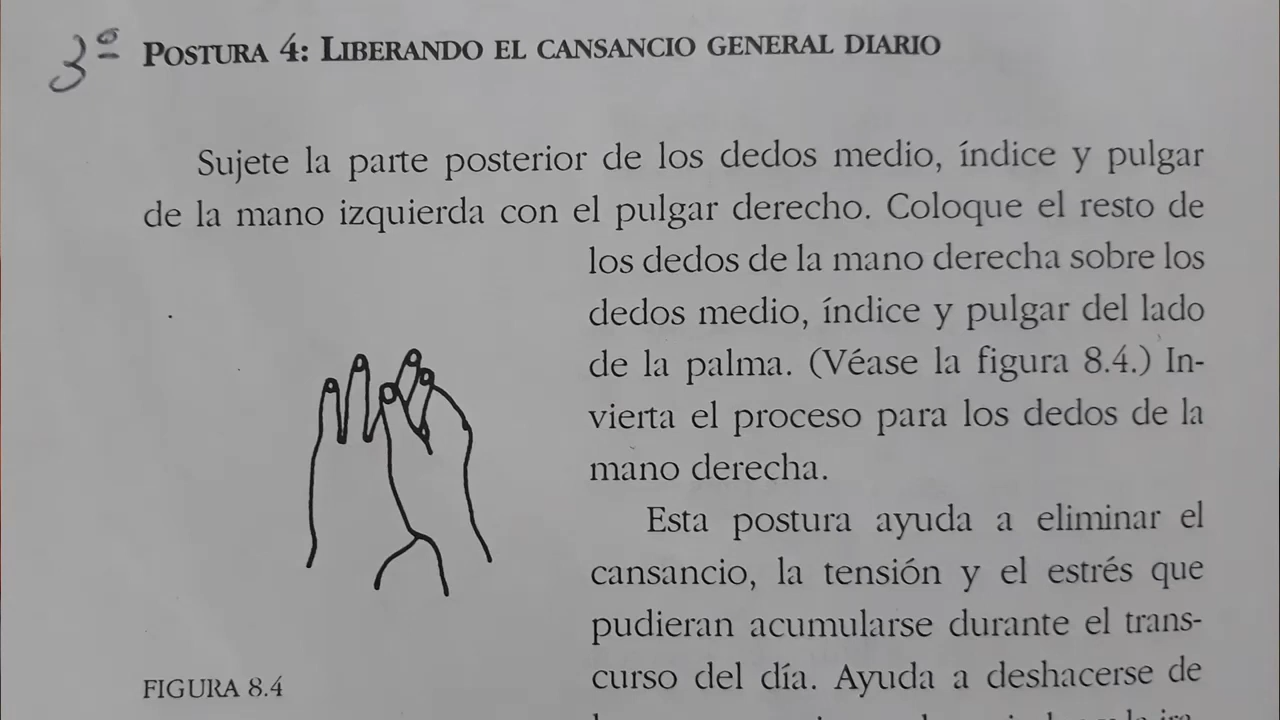 3º POSTURA 4: LIBERANDO EL CANSANCIO GENERAL DIARIO
Sujete la parte posterior de los dedos medio, índice y pulgar
de la mano izquierda con el pulgar derecho. Coloque el resto de
los dedos de la mano derecha sobre los
dedos medio, índice y pulgar del lado
de la palma. (Véase la figura 8.4.) In-
vierta el proceso para los dedos de la
mano derecha.
Esta postura ayuda a eliminar el
cansancio, la tensión y el estrés que
pudieran acumularse durante el trans-
curso del día. Ayuda a deshacerse de
FIGURA 8.4